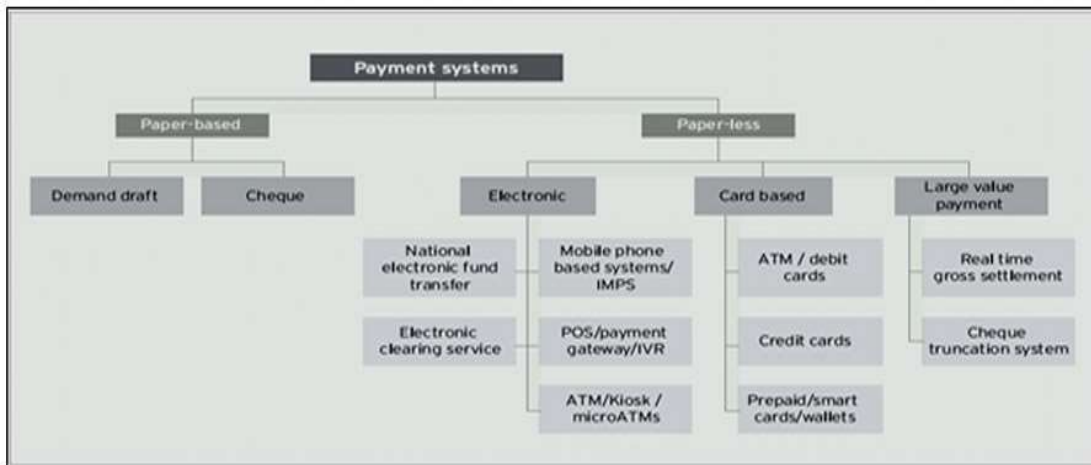 Payment systems
Paper-based
Paper-less
Demand draft
Cheque
Electronic
Card based
Large value
payment
National
electronic fund
transfer
Mobile phone
based systems/
IMPS
ATM / debit
cards
Real time
gross settlement
Electronic
clearing service
POS/payment
gateway/IVR
Credit cards
Cheque
truncation system
ATM/Kiosk /
microATMs
Prepaid/smart
cards/wallets